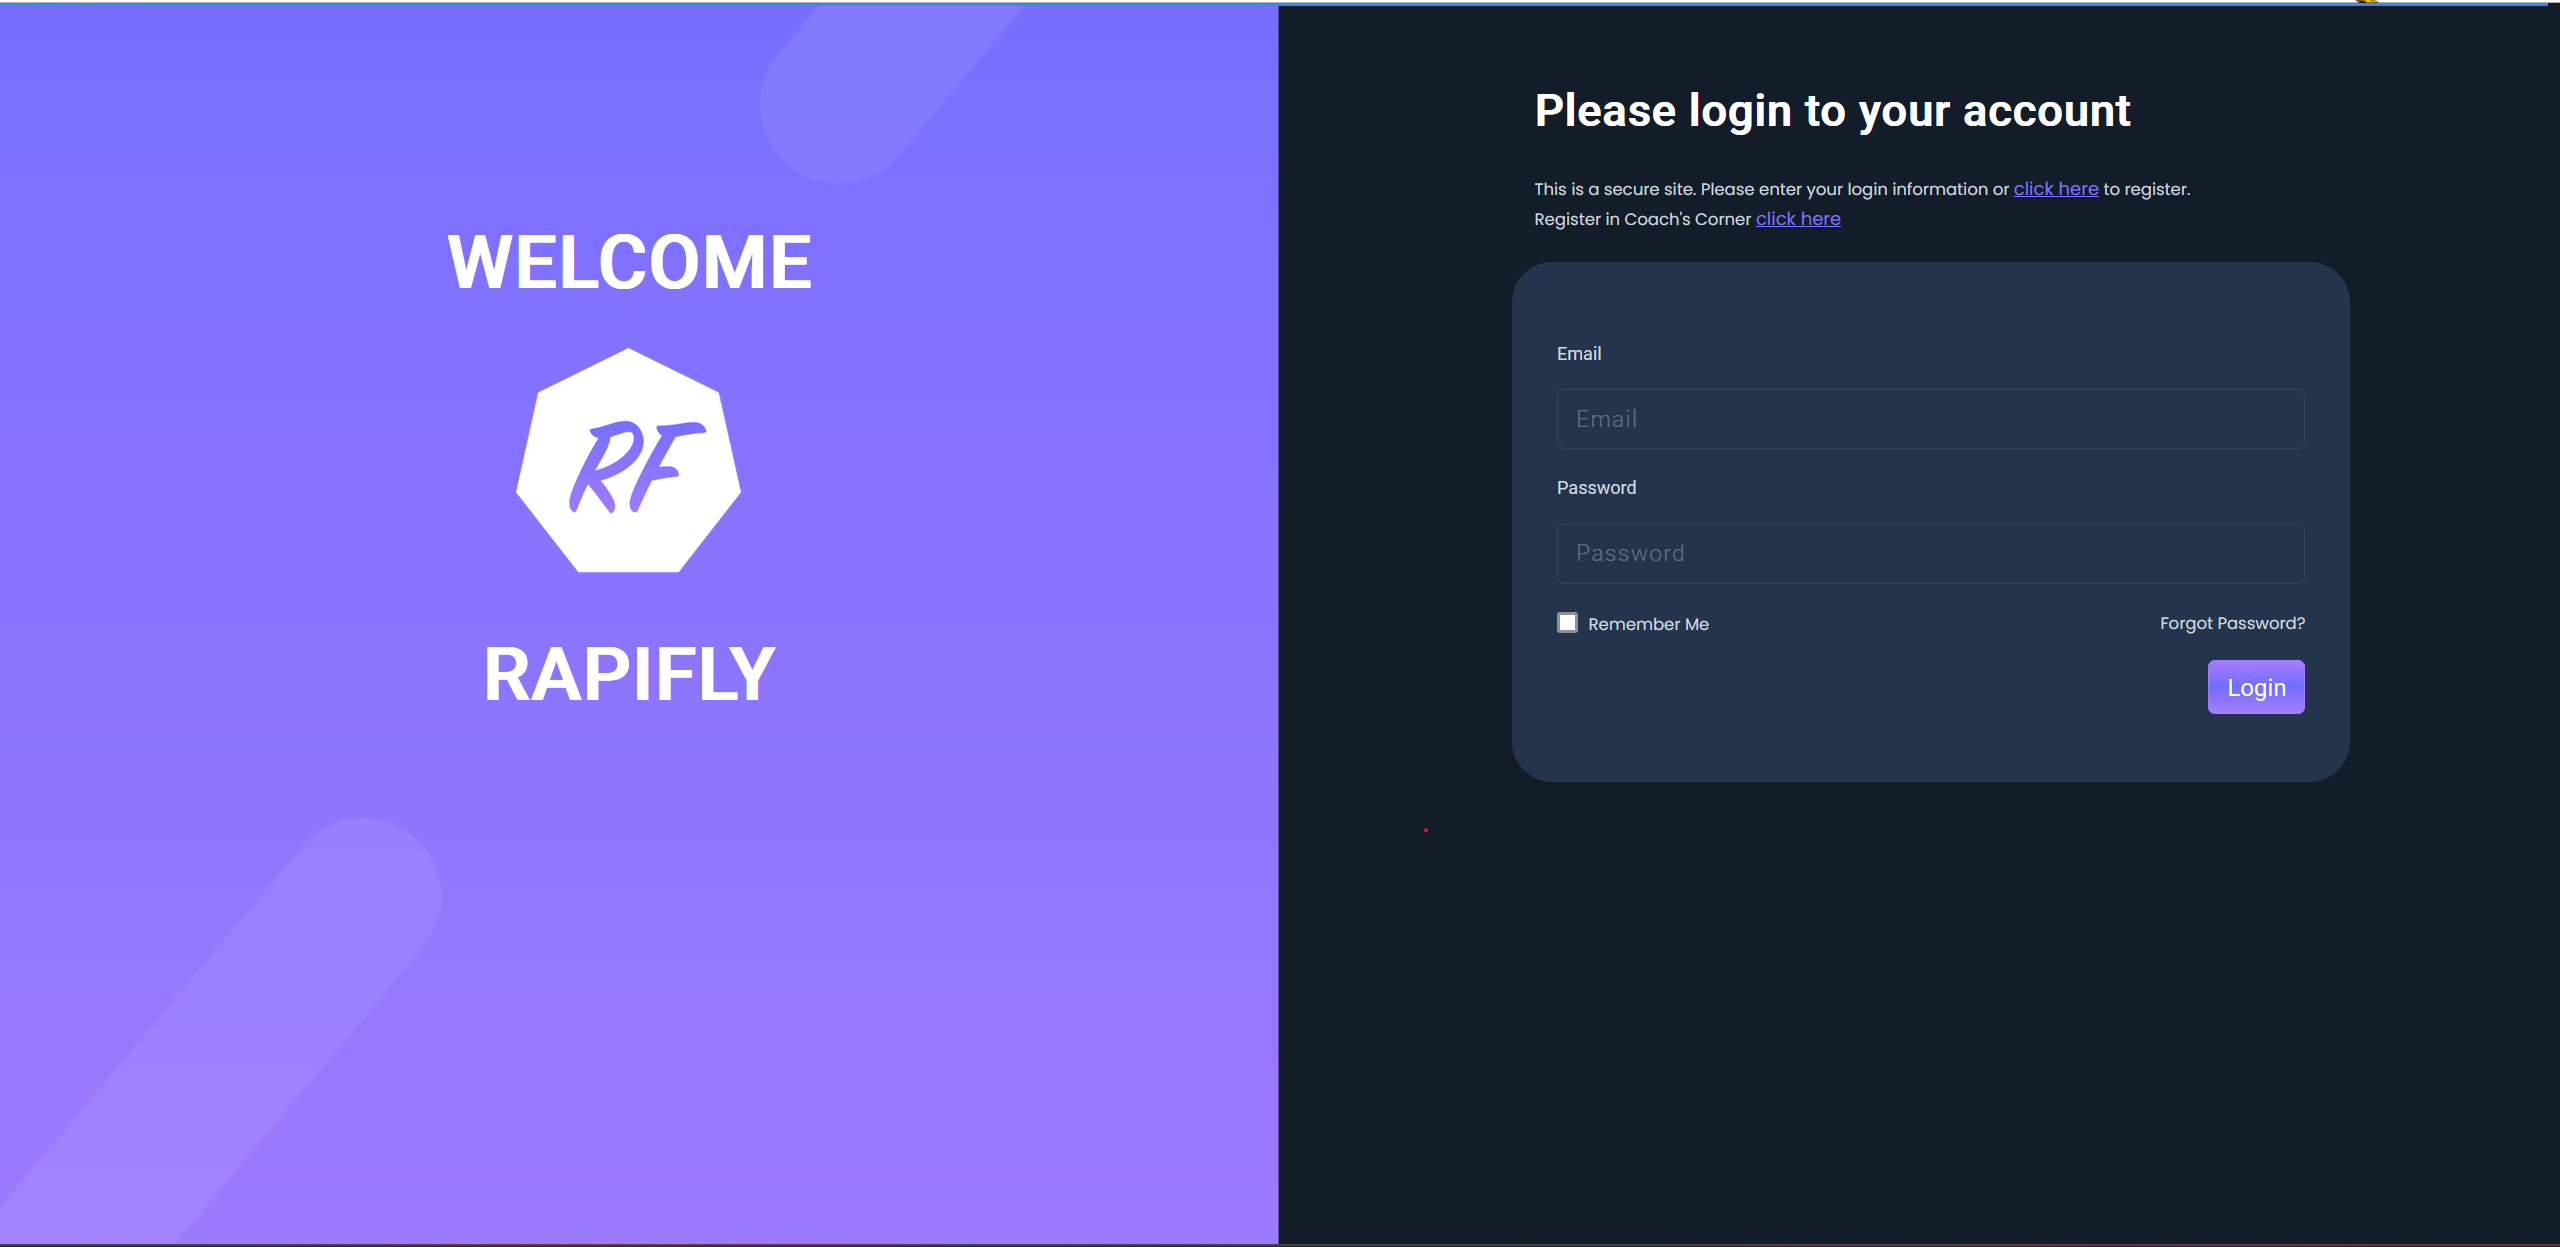 WELCOME
RF
RAPIFLY
Please login to your account
This is a secure site. Please enter your login information or click here to register.
Register in Coach's Corner click here
Email
Email
Password
Password
Remember Me
Forgot Password?
Login